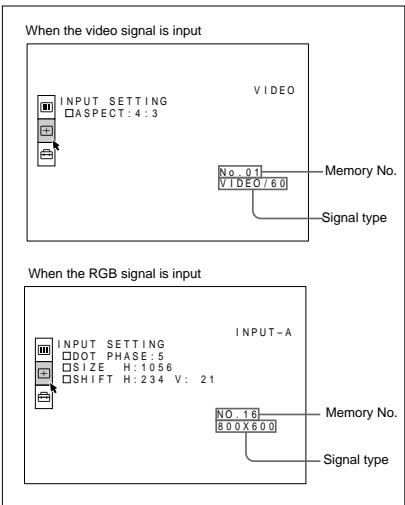 When the video signal is input
VIDEO
INPUT SETTING
□ASPECT:4:3
No.01
Memory No.
VIDEO/60
Signal type
When the RGB signal is input
INPUT–A
INPUT SETTING
□DOT PHASE:5
□SIZE H:1056
□SHIFT H:234 V: 21
NO.16
Memory No.
800X600
Signal type